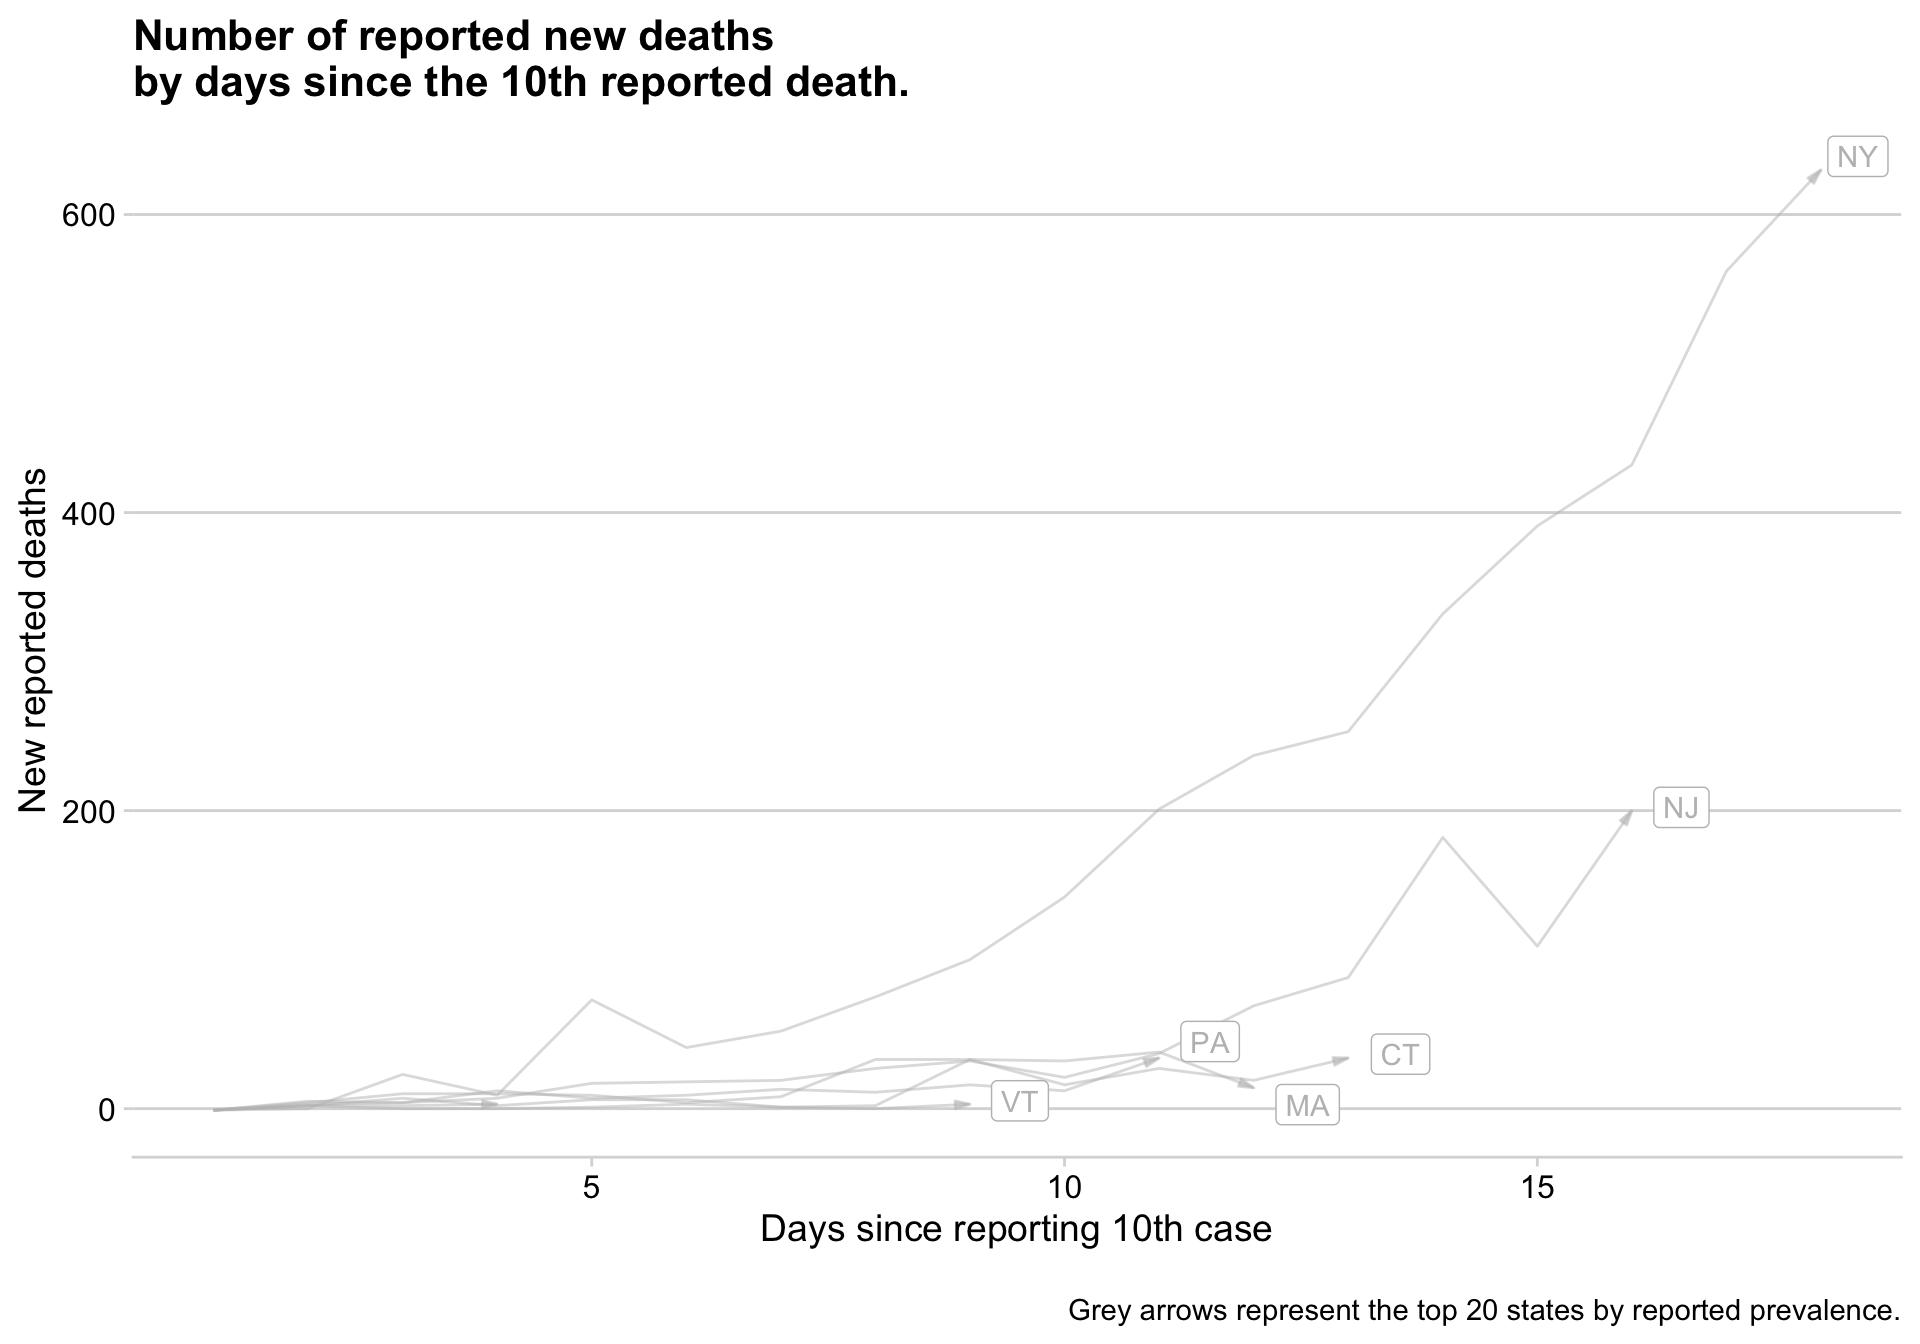 Number of reported new deaths
by days since the 10th reported death.
NY
600
400
200
0
New reported deaths
NJ
PA
CT
VT
MA
5
10
15
Days since reporting 10th case
Grey arrows represent the top 20 states by reported prevalence.